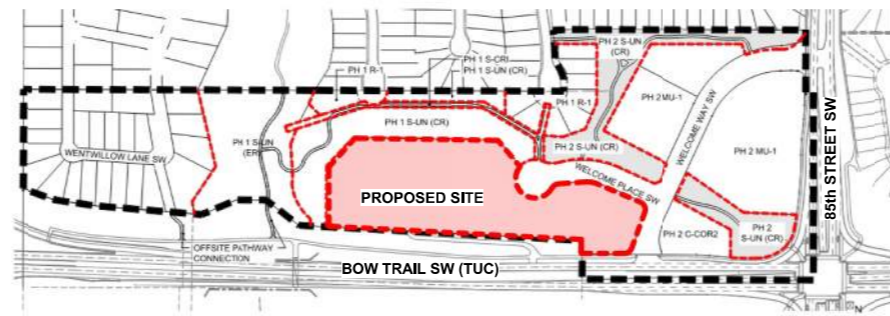 PH 2 S-UN
(CR)
PH 1 S-CRI
PH 1 S-UN (CR)
PH 1 R-1
PH 2 MU-1
PH 1 R-1
PH 1 S-UN (CR)
WELCOME WAY SW
85th STREET SW
PH 1 S-UN
(ER)
PH 2 S-UN (CR)
PH 2 MU-1
WENTWILLOW LANE SW
WELCOME PLACE SW
PROPOSED SITE
PH 2 C-COR2
PH 2
S-UN (CR)
OFFSITE PATHWAY
CONNECTION
BOW TRAIL SW (TUC)
N